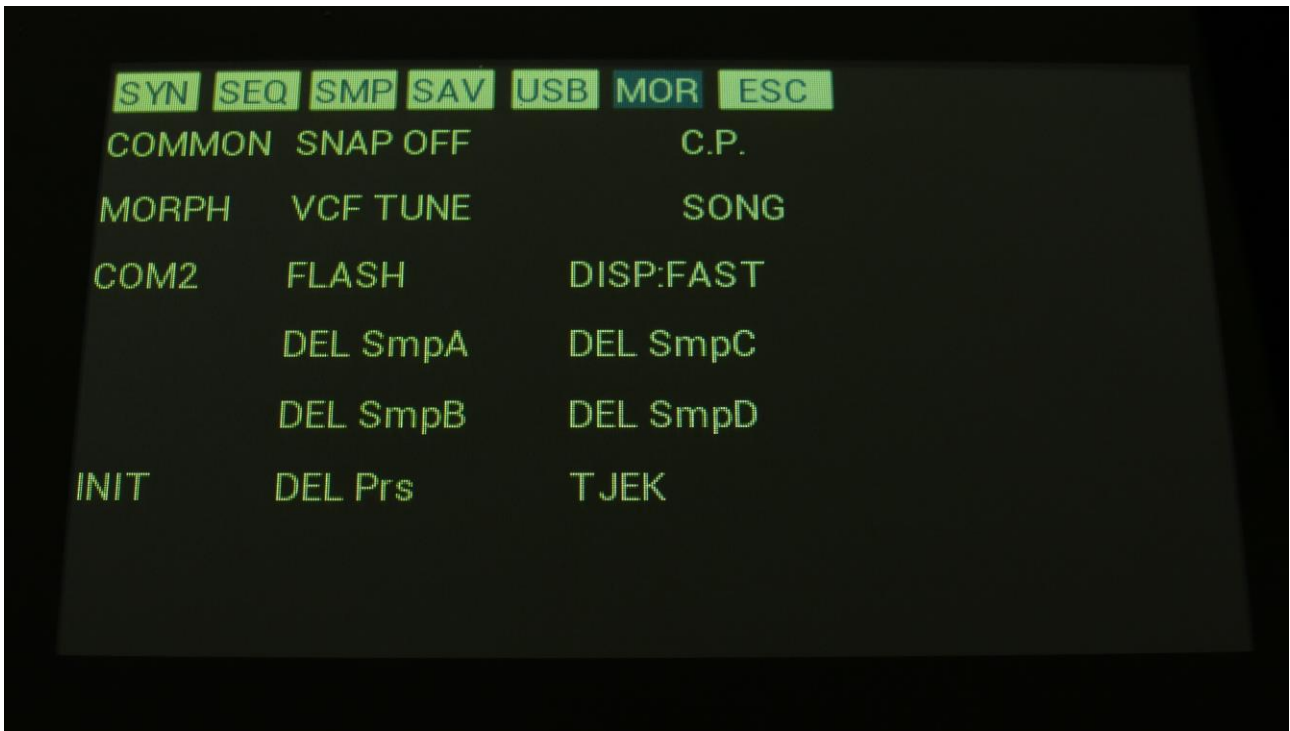 SYN SEQ SMP SAV USB MOR ESC
COMMON SNAP OFF C.P.
MORPH VCF TUNE SONG
COM2 FLASH DISP:FAST
DEL SmpA DEL SmpC
DEL SmpB DEL SmpD
INIT DEL Prs TJEK